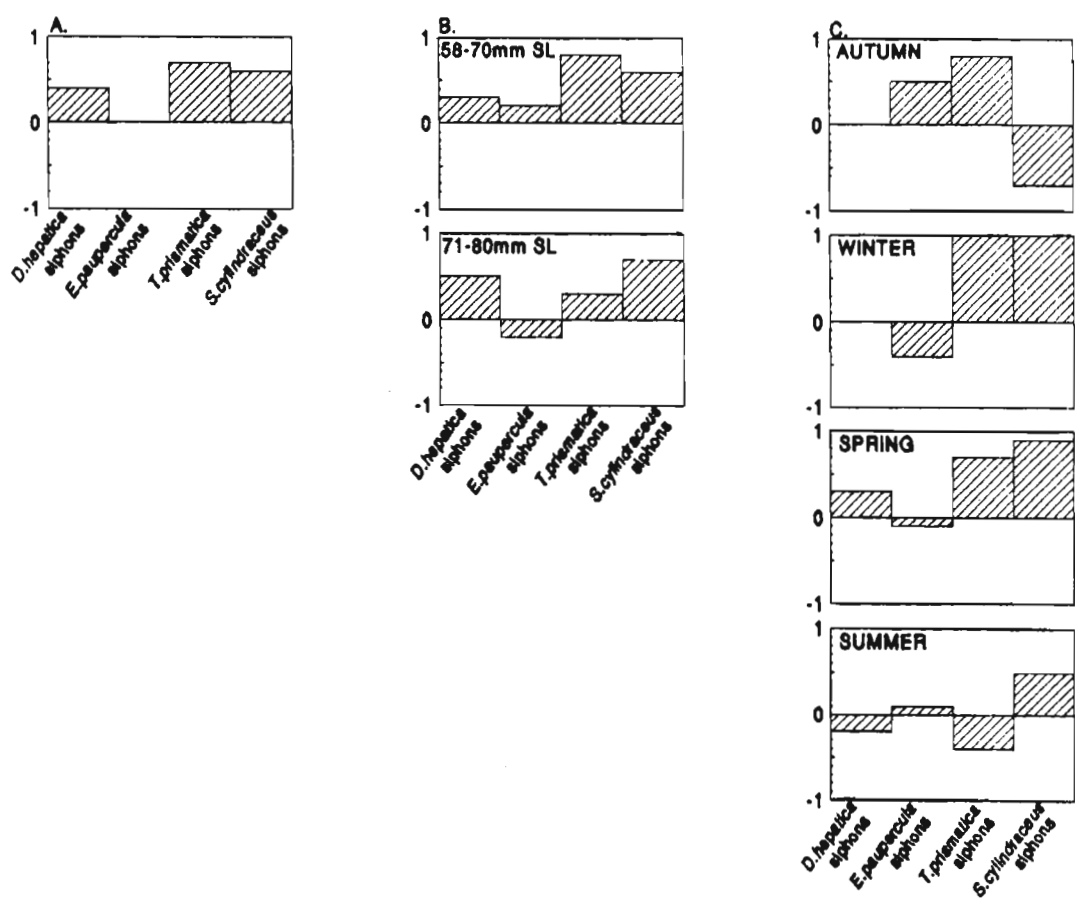 A.
1
0
-1
D.hepatica
siphons
E.paupercula
siphons
T.prismatica
siphons
S.cylindraceus
siphons
B.
58-70mm SL
1
0
-1
71-80mm SL
1
0
-1
D.hepatica
siphons
E.paupercula
siphons
T.prismatica
siphons
S.cylindraceus
siphons
C.
AUTUMN
1
0
-1
WINTER
1
0
-1
SPRING
1
0
-1
SUMMER
1
0
-1
D.hepatica
siphons
E.paupercula
siphons
T.prismatica
siphons
S.cylindraceus
siphons